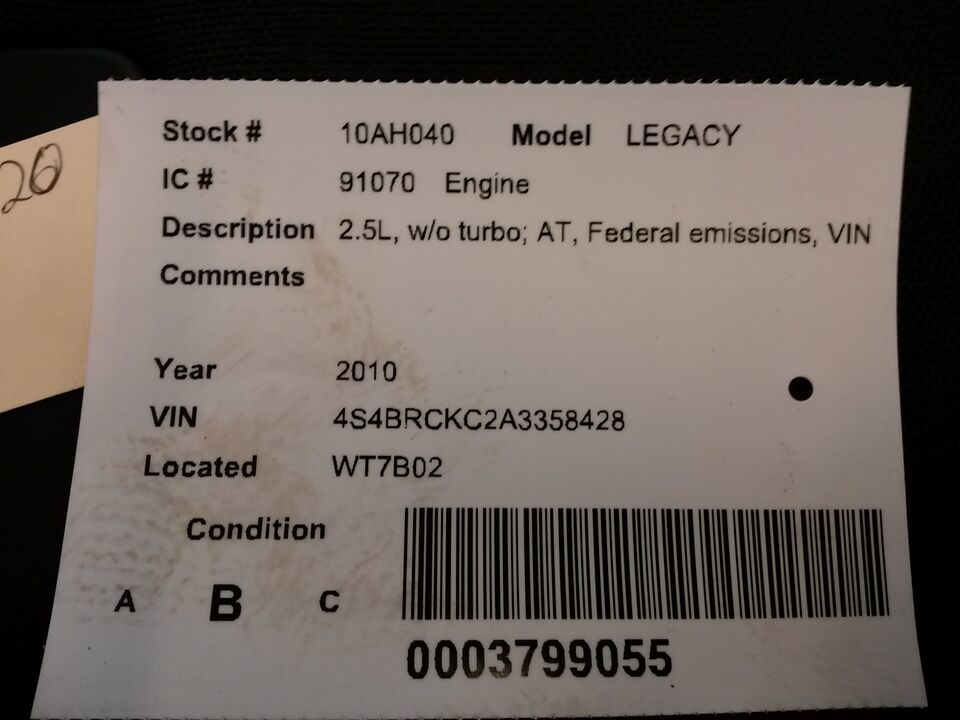 20
Stock # 10AH040 Model LEGACY
IC # 91070 Engine
Description 2.5L, w/o turbo; AT, Federal emissions, VIN
Comments
Year 2010
VIN 4S4BRCKC2A3358428
Located WT7B02
Condition
A B C
0003799055